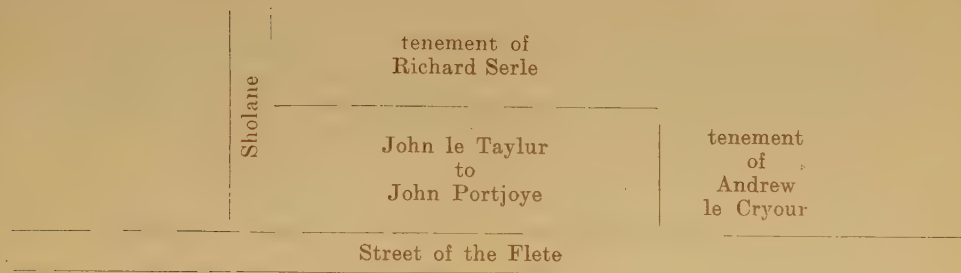 tenement of
Richard Serle
Sholane
John le Taylur
to
John Portjoye
tenement
of
Andrew
le Cryour
Street of the Flete